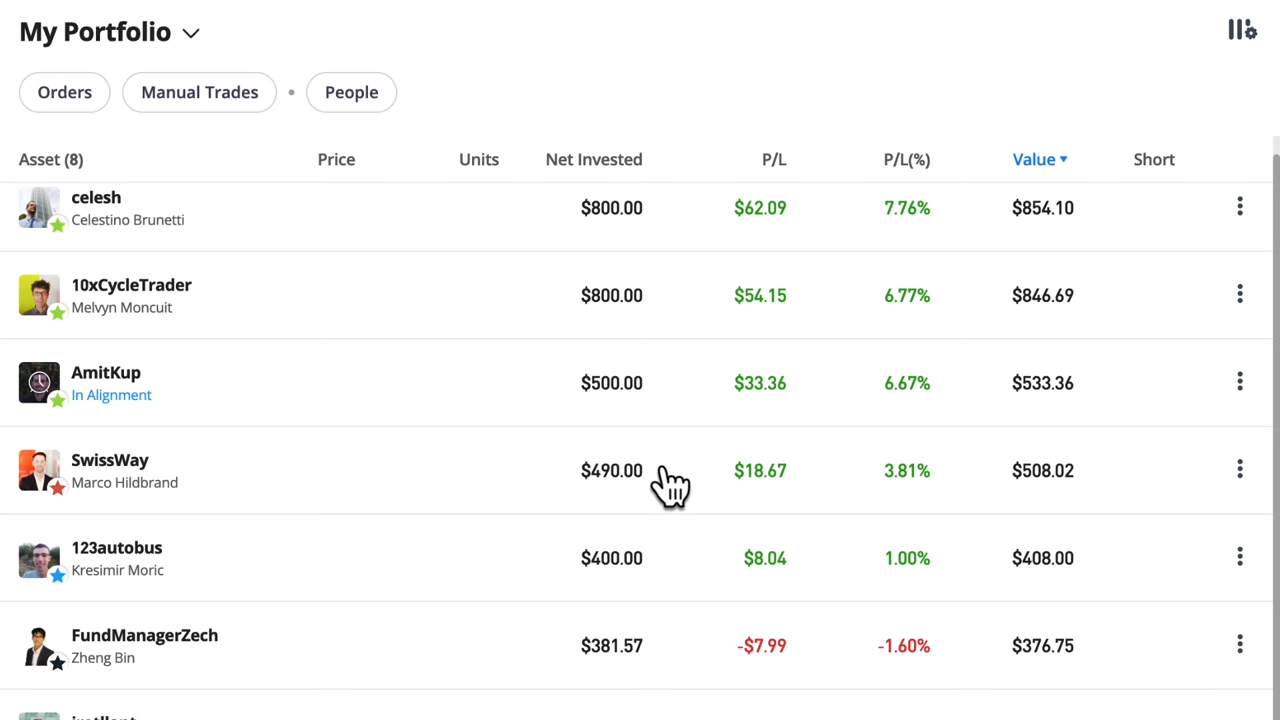 My Portfolio
Orders Manual Trades • People
Asset (8) Price Units Net Invested P/L P/L(%) Value Short
celesh
Celestino Brunetti
$800.00 $62.09 7.76% $854.10
10xCycleTrader
Melvyn Moncuit
$800.00 $54.15 6.77% $846.69
AmitKup
In Alignment
$500.00 $33.36 6.67% $533.36
SwissWay
Marco Hildbrand
$490.00 $18.67 3.81% $508.02
123autobus
Kresimir Moric
$400.00 $8.04 1.00% $408.00
FundManagerZech
Zheng Bin
$381.57 -$7.99 -1.60% $376.75